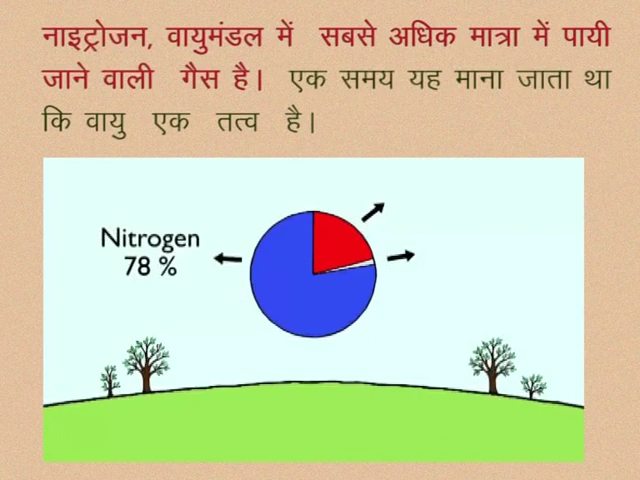 नाइट्रोजन, वायुमंडल में सबसे अधिक मात्रा में पायी
जाने वाली गैस है। एक समय यह माना जाता था
कि वायु एक तत्व है।
Nitrogen
78 %